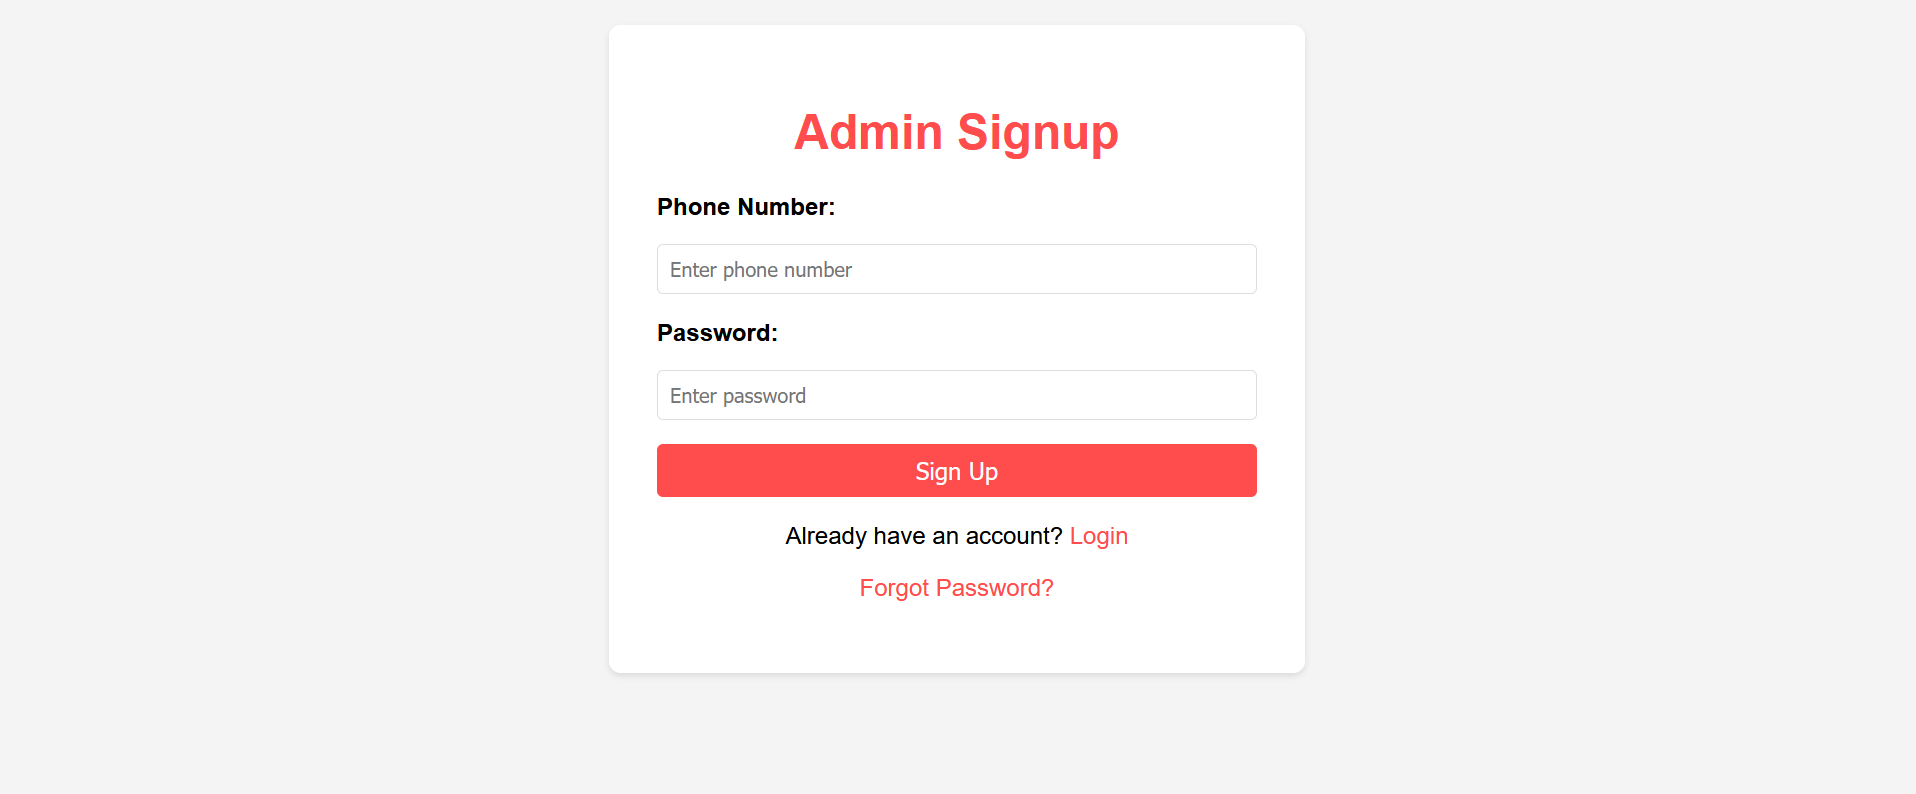 Admin Signup
Phone Number:
Enter phone number
Password:
Enter password
Sign Up
Already have an account? Login
Forgot Password?